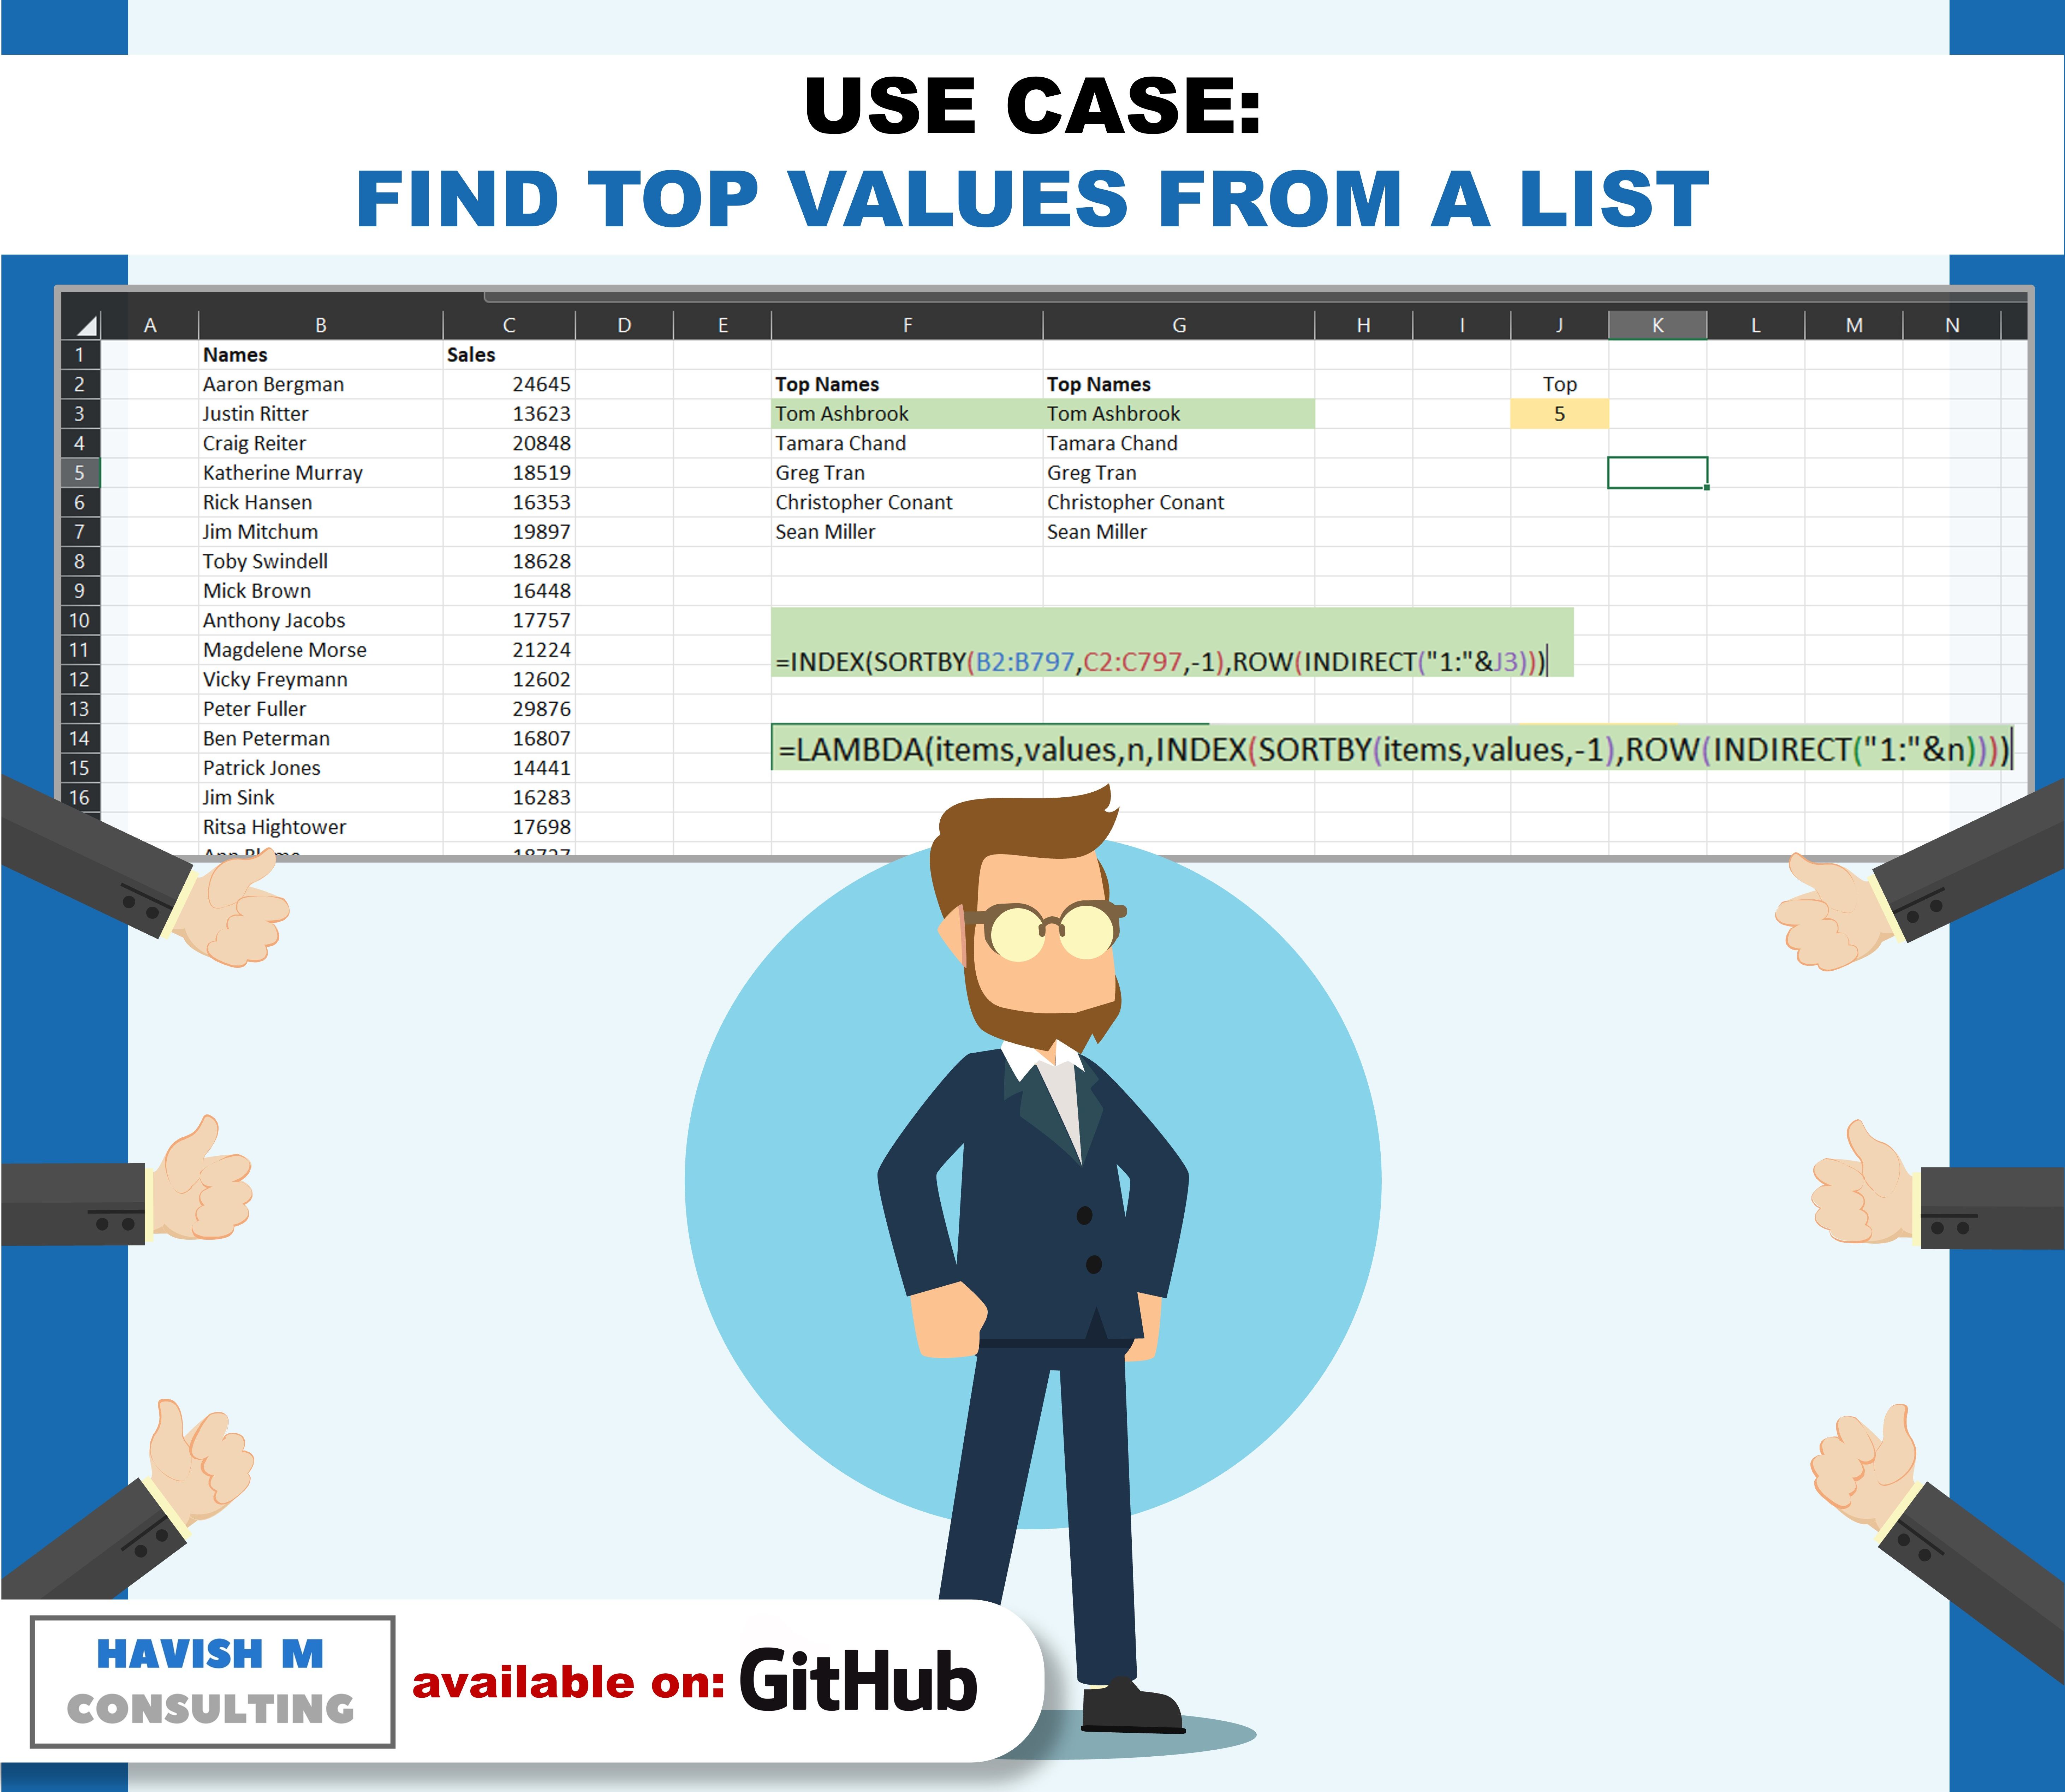 USE CASE:
FIND TOP VALUES FROM A LIST
A B C D E F G H I J K L M N
1 Names Sales
2 Aaron Bergman 24645 Top Names Top Names Top
3 Justin Ritter 13623 Tom Ashbrook Tom Ashbrook 5
4 Craig Reiter 20848 Tamara Chand Tamara Chand
5 Katherine Murray 18519 Greg Tran Greg Tran
6 Rick Hansen 16353 Christopher Conant Christopher Conant
7 Jim Mitchum 19897 Sean Miller Sean Miller
8 Toby Swindell 18628
9 Mick Brown 16448
10 Anthony Jacobs 17757
11 Magdelene Morse 21224
=INDEX(SORTBY(B2:B797,C2:C797,-1),ROW(INDIRECT("1:"&J3)))
12 Vicky Freymann 12602
13 Peter Fuller 29876
14 Ben Peterman 16807
=LAMBDA(items,values,n,INDEX(SORTBY(items,values,-1),ROW(INDIRECT("1:"&n))))
15 Patrick Jones 14441
16 Jim Sink 16283
Ritsa Hightower 17698
18727
HAVISH M
CONSULTING
available on: GitHub